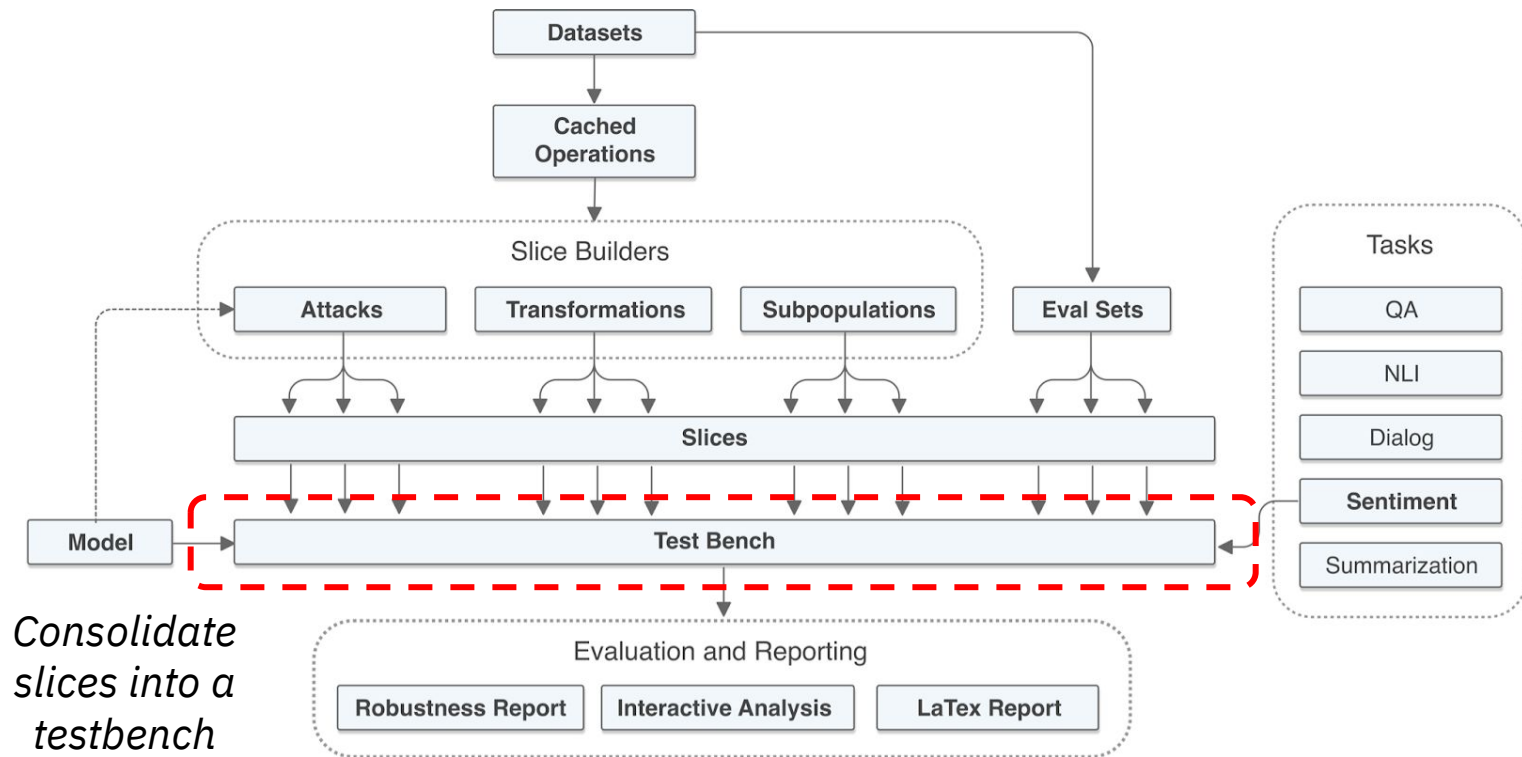 Datasets
Cached
Operations
Slice Builders
Attacks
Transformations
Subpopulations
Eval Sets
Tasks
QA
NLI
Dialog
Sentiment
Summarization
Slices
Model
Test Bench
Consolidate
slices into a
testbench
Evaluation and Reporting
Robustness Report
Interactive Analysis
LaTex Report